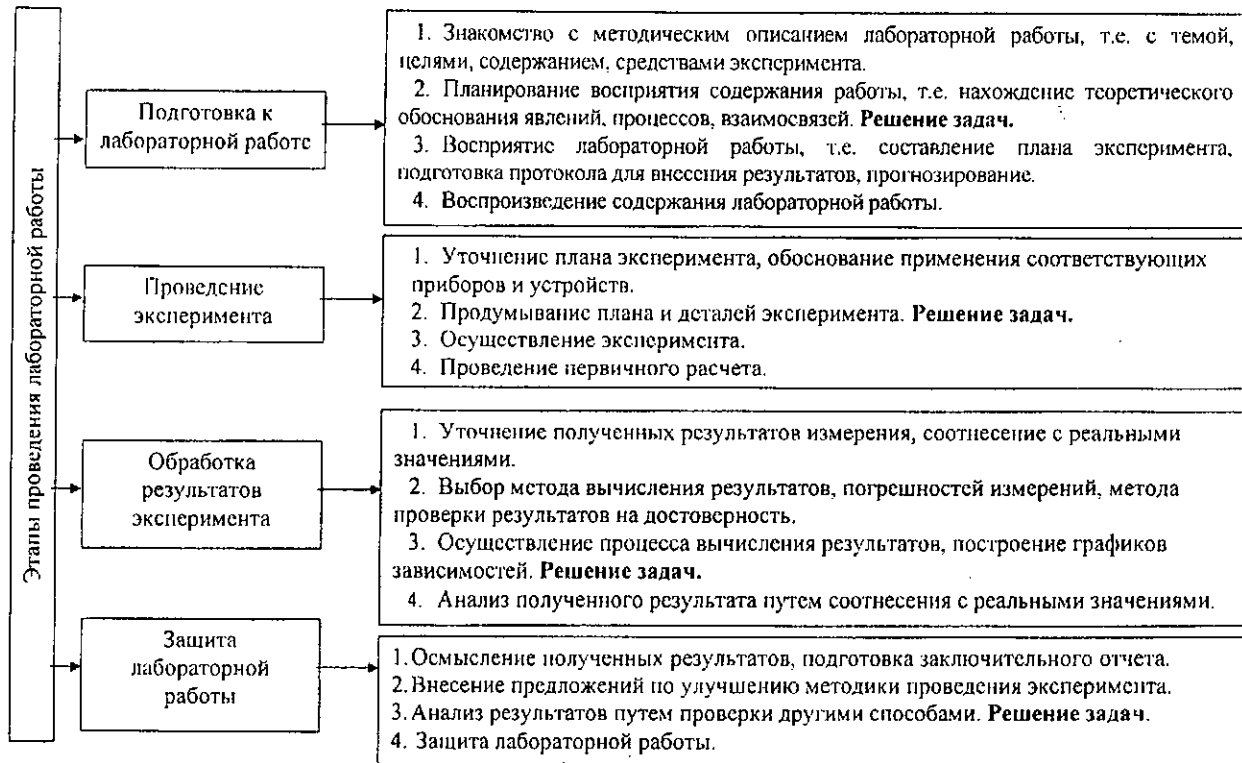 Этапы проведения лабораторной работы
Подготовка к
лабораторной работе
1. Знакомство с методическим описанием лабораторной работы, т.е. с темой,
целями, содержанием, средствами эксперимента.
2. Планирование восприятия содержания работы, т.е. нахождение теоретического
обоснования явлений, процессов, взаимосвязей. Решение задач.
3. Восприятие лабораторной работы, т.е. составление плана эксперимента,
подготовка протокола для внесения результатов, прогнозирование.
4. Воспроизведение содержания лабораторной работы.
Проведение
эксперимента
1. Уточнение плана эксперимента, обоснование применения соответствующих
приборов и устройств.
2. Продумывание плана и деталей эксперимента. Решение задач.
3. Осуществление эксперимента.
4. Проведение первичного расчета.
Обработка
результатов
эксперимента
1. Уточнение полученных результатов измерения, соотнесение с реальными
значениями.
2. Выбор метода вычисления результатов, погрешностей измерений, метола
проверки результатов на достоверность.
3. Осуществление процесса вычисления результатов, построение графиков
зависимостей. Решение задач.
4. Анализ полученного результата путем соотнесения с реальными значениями.
Защита
лабораторной
работы
1. Осмысление полученных результатов, подготовка заключительного отчета.
2. Внесение предложений по улучшению методики проведения эксперимента.
3. Анализ результатов путем проверки другими способами. Решение задач.
4. Защита лабораторной работы.